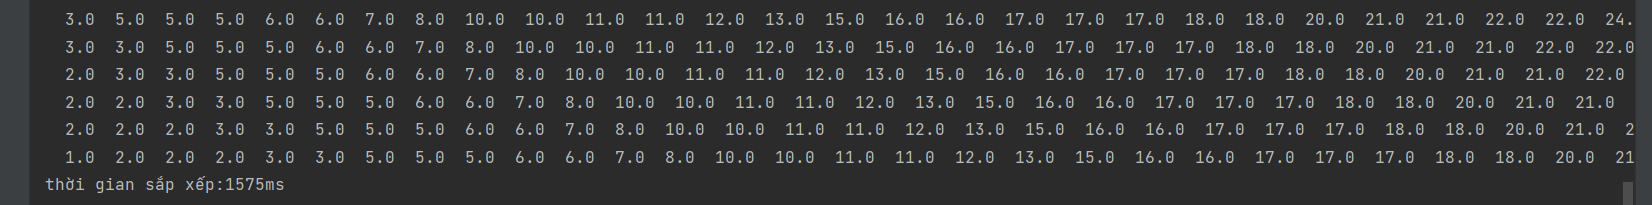 3.0 5.0 5.0 5.0 6.0 6.0 7.0 8.0 10.0 10.0 11.0 11.0 12.0 13.0 15.0 16.0 16.0 17.0 17.0 17.0 18.0 18.0 20.0 21.0 21.0 22.0 22.0 24.
3.0 3.0 5.0 5.0 5.0 6.0 6.0 7.0 8.0 10.0 10.0 11.0 11.0 12.0 13.0 15.0 16.0 16.0 17.0 17.0 17.0 18.0 18.0 20.0 21.0 21.0 22.0 22.0
2.0 3.0 3.0 5.0 5.0 5.0 6.0 6.0 7.0 8.0 10.0 10.0 11.0 11.0 12.0 13.0 15.0 16.0 16.0 17.0 17.0 17.0 18.0 18.0 20.0 21.0 21.0 22.0
2.0 2.0 3.0 3.0 5.0 5.0 5.0 6.0 6.0 7.0 8.0 10.0 10.0 11.0 11.0 12.0 13.0 15.0 16.0 16.0 17.0 17.0 17.0 18.0 18.0 20.0 21.0 21.0
2.0 2.0 2.0 3.0 3.0 5.0 5.0 5.0 6.0 6.0 7.0 8.0 10.0 10.0 11.0 11.0 12.0 13.0 15.0 16.0 16.0 17.0 17.0 17.0 18.0 18.0 20.0 21.0 2
1.0 2.0 2.0 2.0 3.0 3.0 5.0 5.0 5.0 6.0 6.0 7.0 8.0 10.0 10.0 11.0 11.0 12.0 13.0 15.0 16.0 16.0 17.0 17.0 17.0 18.0 18.0 20.0 21
thời gian sắp xếp:1575ms